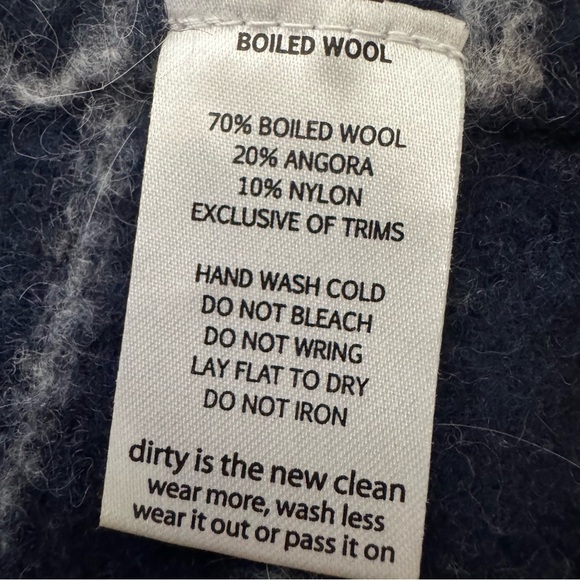 BOILED WOOL
70% BOILED WOOL
20% ANGORA
10% NYLON
EXCLUSIVE OF TRIMS
HAND WASH COLD
DO NOT BLEACH
DO NOT WRING
LAY FLAT TO DRY
DO NOT IRON
dirty is the new clean
wear more, wash less
wear it out or pass it on